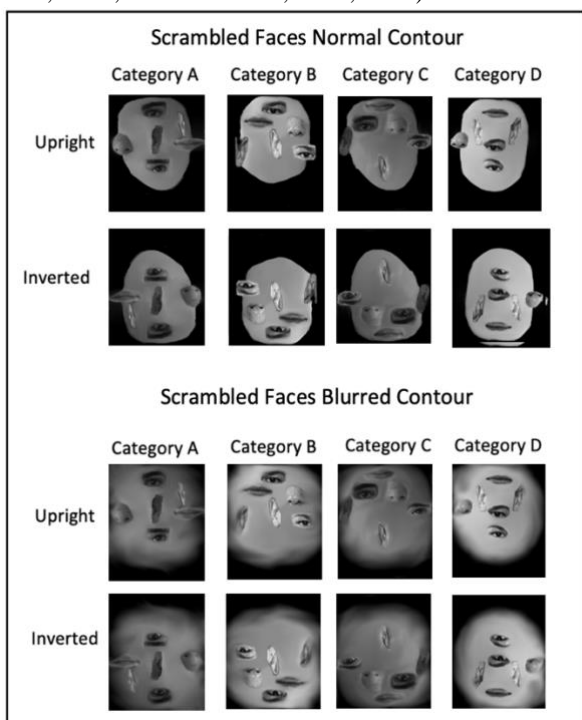 Scrambled Faces Normal Contour
Category A Category B Category C Category D
Upright
Inverted
Scrambled Faces Blurred Contour
Category A Category B Category C Category D
Upright
Inverted